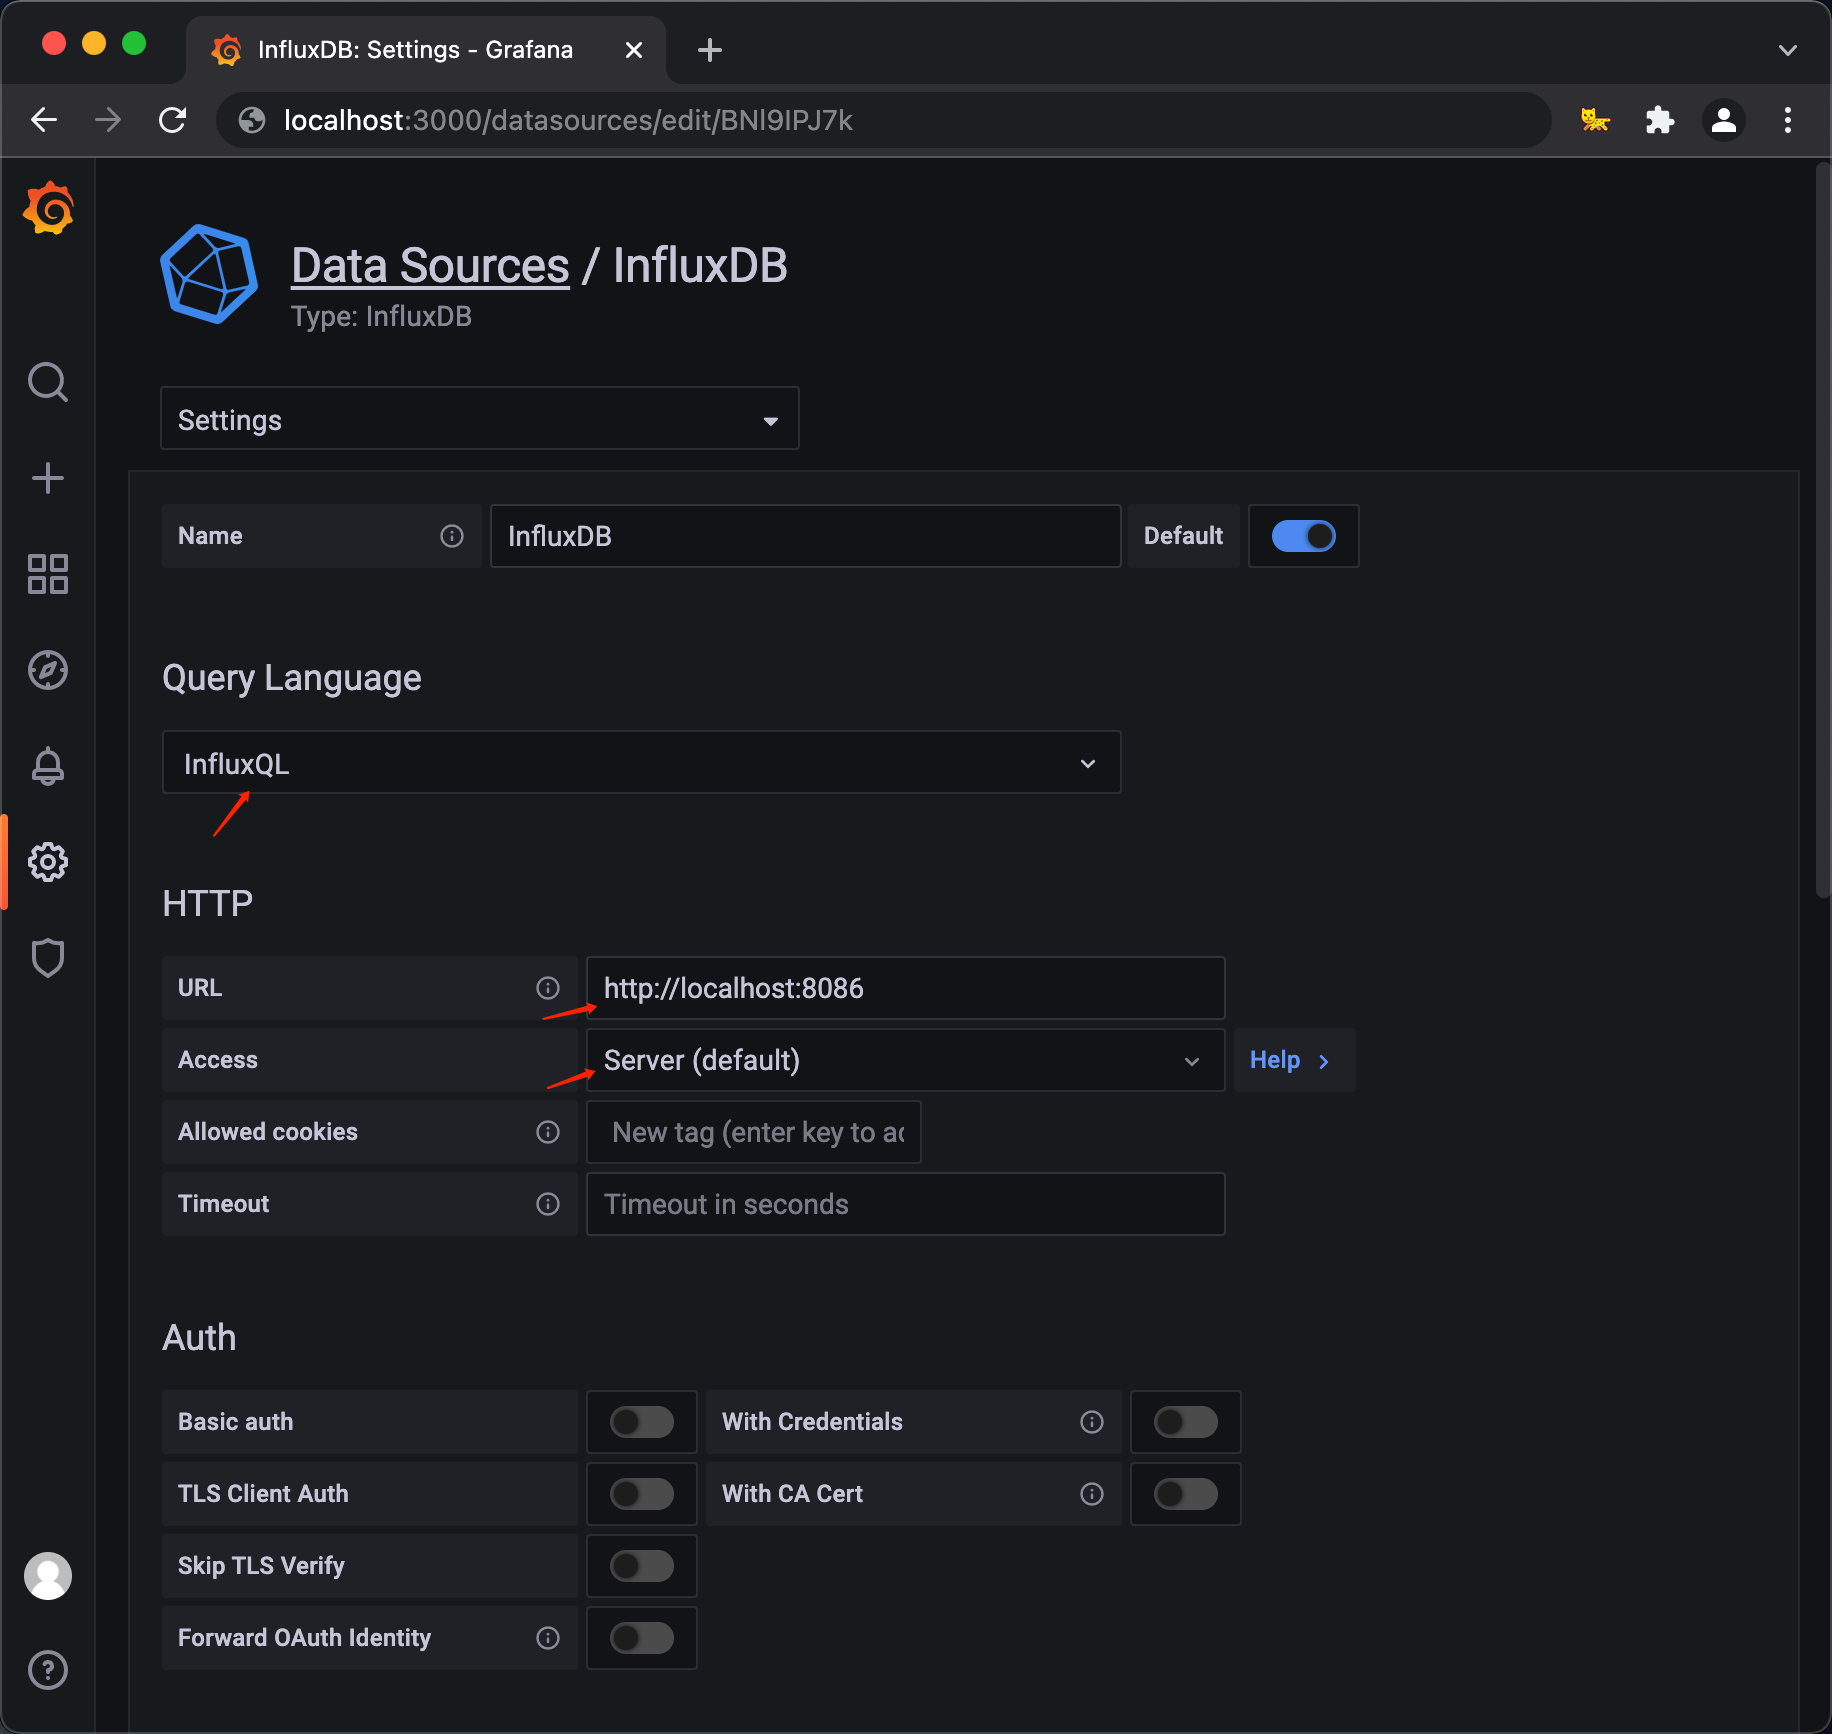 InfluxDB: Settings - Grafana
localhost:3000/datasources/edit/BNl9IPJ7k
Data Sources / InfluxDB
Type: InfluxDB
Settings
Name InfluxDB Default
Query Language
InfluxQL
HTTP
URL http://localhost:8086
Access Server (default) Help
Allowed cookies New tag (enter key to ac
Timeout Timeout in seconds
Auth
Basic auth With Credentials
TLS Client Auth With CA Cert
Skip TLS Verify
Forward OAuth Identity